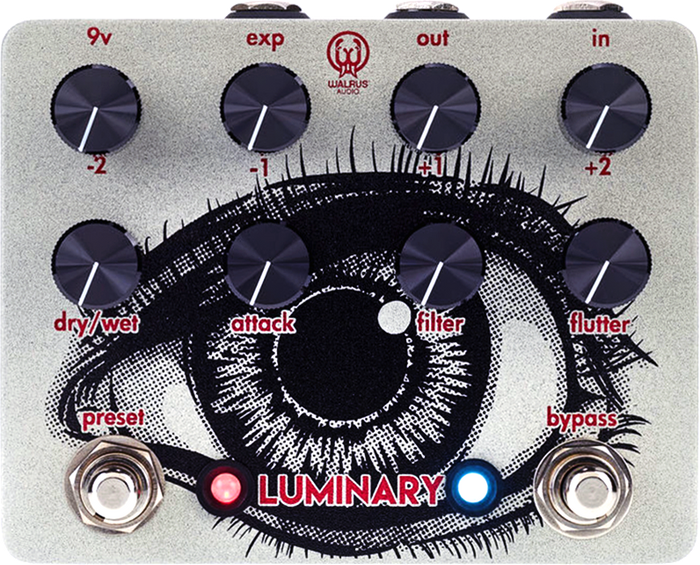 9v exp out in
WALRUS
AUDIO.
-2 -1 +1 +2
dry/wet attack filter flutter
preset bypass
LUMINARY